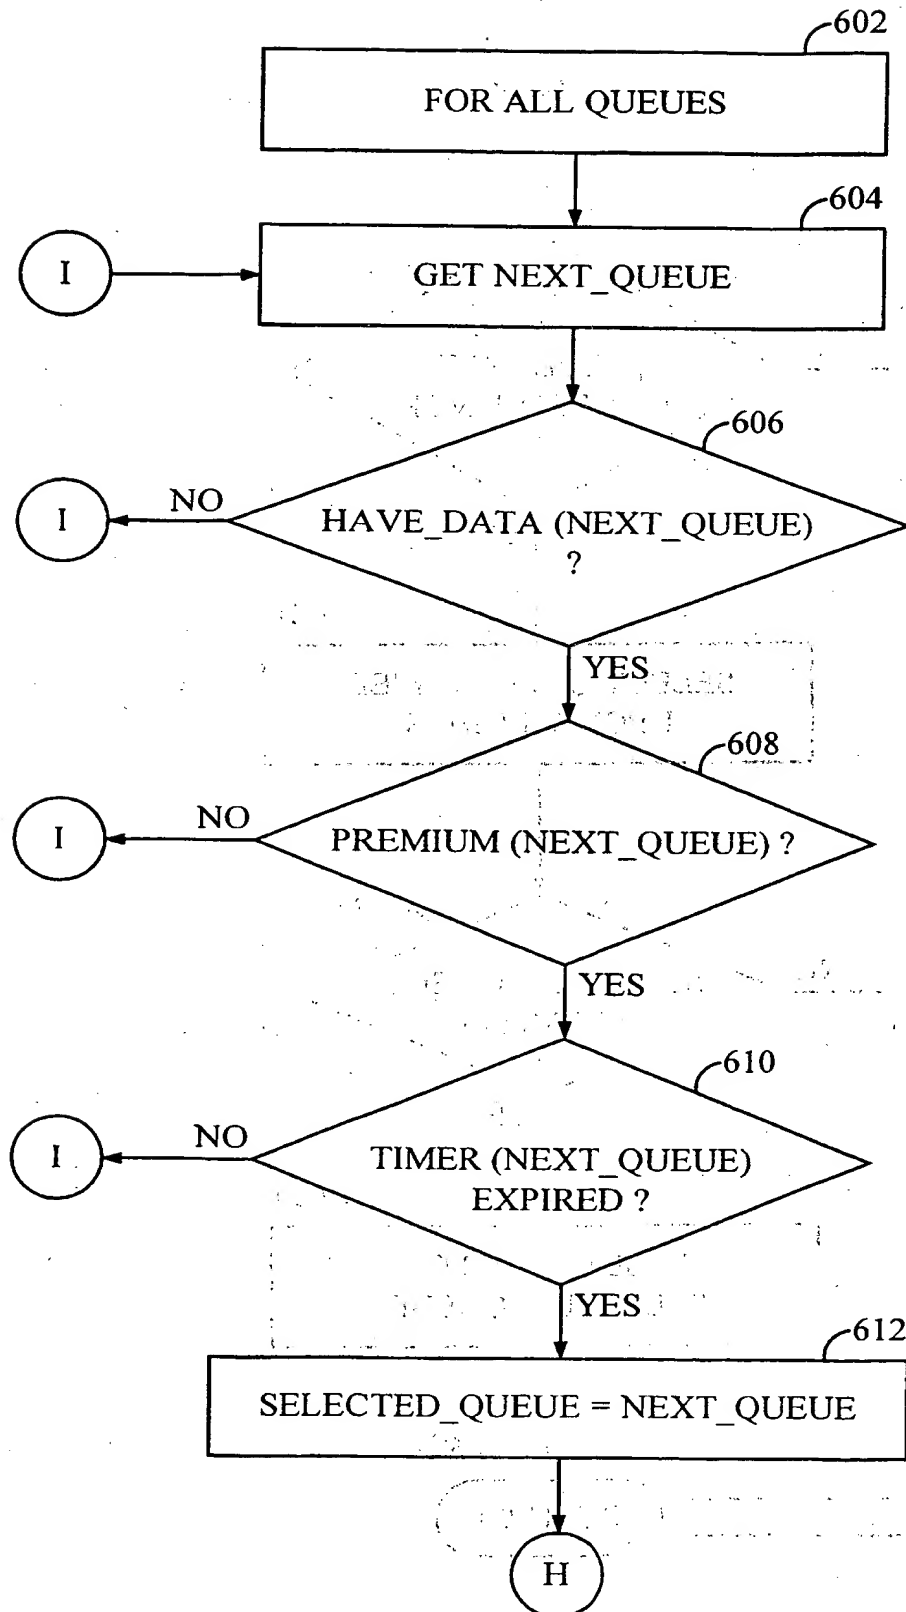 602
FOR ALL QUEUES
604
I
GET NEXT_QUEUE
606
I
NO
HAVE_DATA (NEXT_QUEUE)
?
YES
608
I
NO
PREMIUM (NEXT_QUEUE) ?
YES
610
I
NO
TIMER (NEXT_QUEUE)
EXPIRED ?
YES
612
SELECTED_QUEUE = NEXT_QUEUE
H